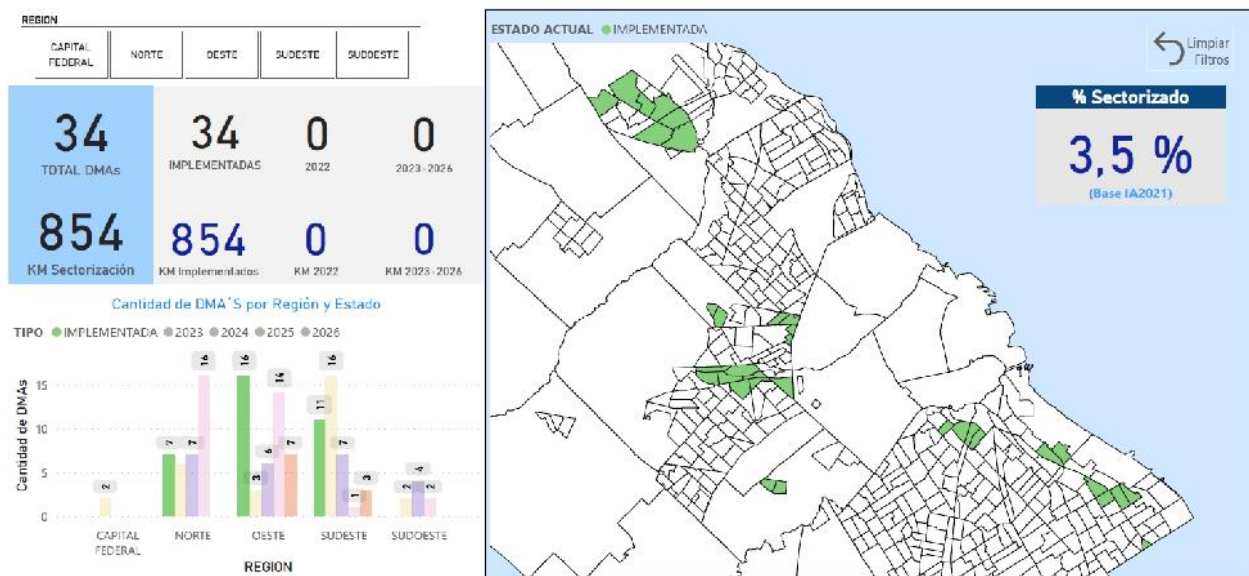 REGION
CAPITAL FEDERAL
NORTE
OESTE
SUDESTE
SUDOESTE
34
TOTAL DMAs
34
IMPLEMENTADAS
0
2022
0
2023-2026
854
KM Sectorización
854
KM Implementados
0
KM 2022
0
KM 2023-2026
Cantidad de DMA´S por Región y Estado
TIPO IMPLEMENTADA 2023 2024 2025 2026
Cantidad de DMAs
15
10
5
0
2
7
7
16
16
3
6
14
7
11
16
7
1
3
2
4
2
CAPITAL FEDERAL
NORTE
OESTE
SUDESTE
SUDOESTE
REGION
ESTADO ACTUAL IMPLEMENTADA
Limpiar
Filtros
% Sectorizado
3,5 %
(Base IA2021)